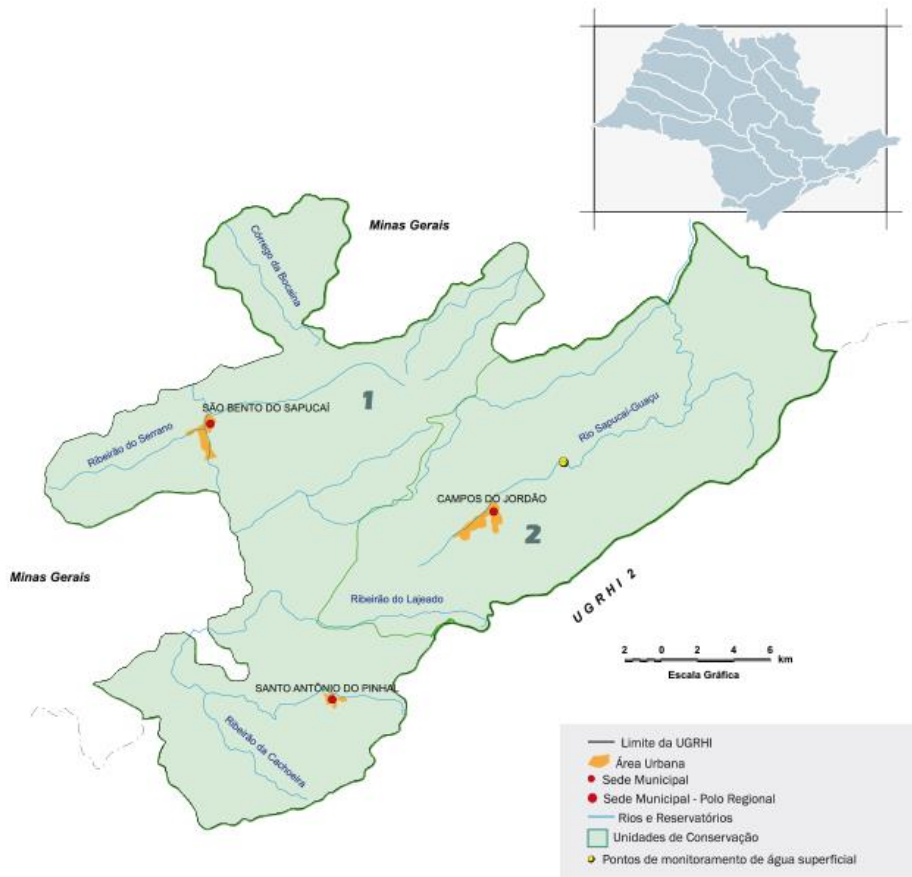 Minas Gerais
Córrego da Bocaina
SÃO BENTO DO SAPUCAÍ
1
Ribeirão do Serrano
Rio Sapucaí-Guaçu
CAMPOS DO JORDÃO
2
Minas Gerais
Ribeirão do Lajeado
UGRHI 2
2 0 2 4 6 km
Escala Gráfica
SANTO ANTÔNIO DO PINHAL
Ribeirão da Cachoeira
Limite da UGRHI
Área Urbana
Sede Municipal
Sede Municipal - Polo Regional
Rios e Reservatórios
Unidades de Conservação
Pontos de monitoramento de água superficial